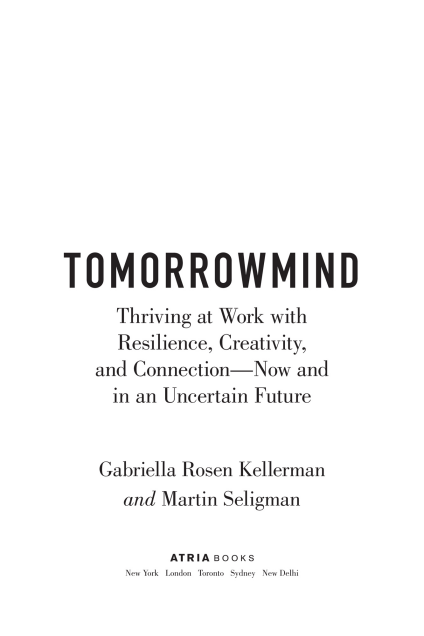 TOMORROWMIND
Thriving at Work with
Resilience, Creativity,
and Connection—Now and
in an Uncertain Future
Gabriella Rosen Kellerman
and Martin Seligman
ATRIA BOOKS
New York London Toronto Sydney New Delhi